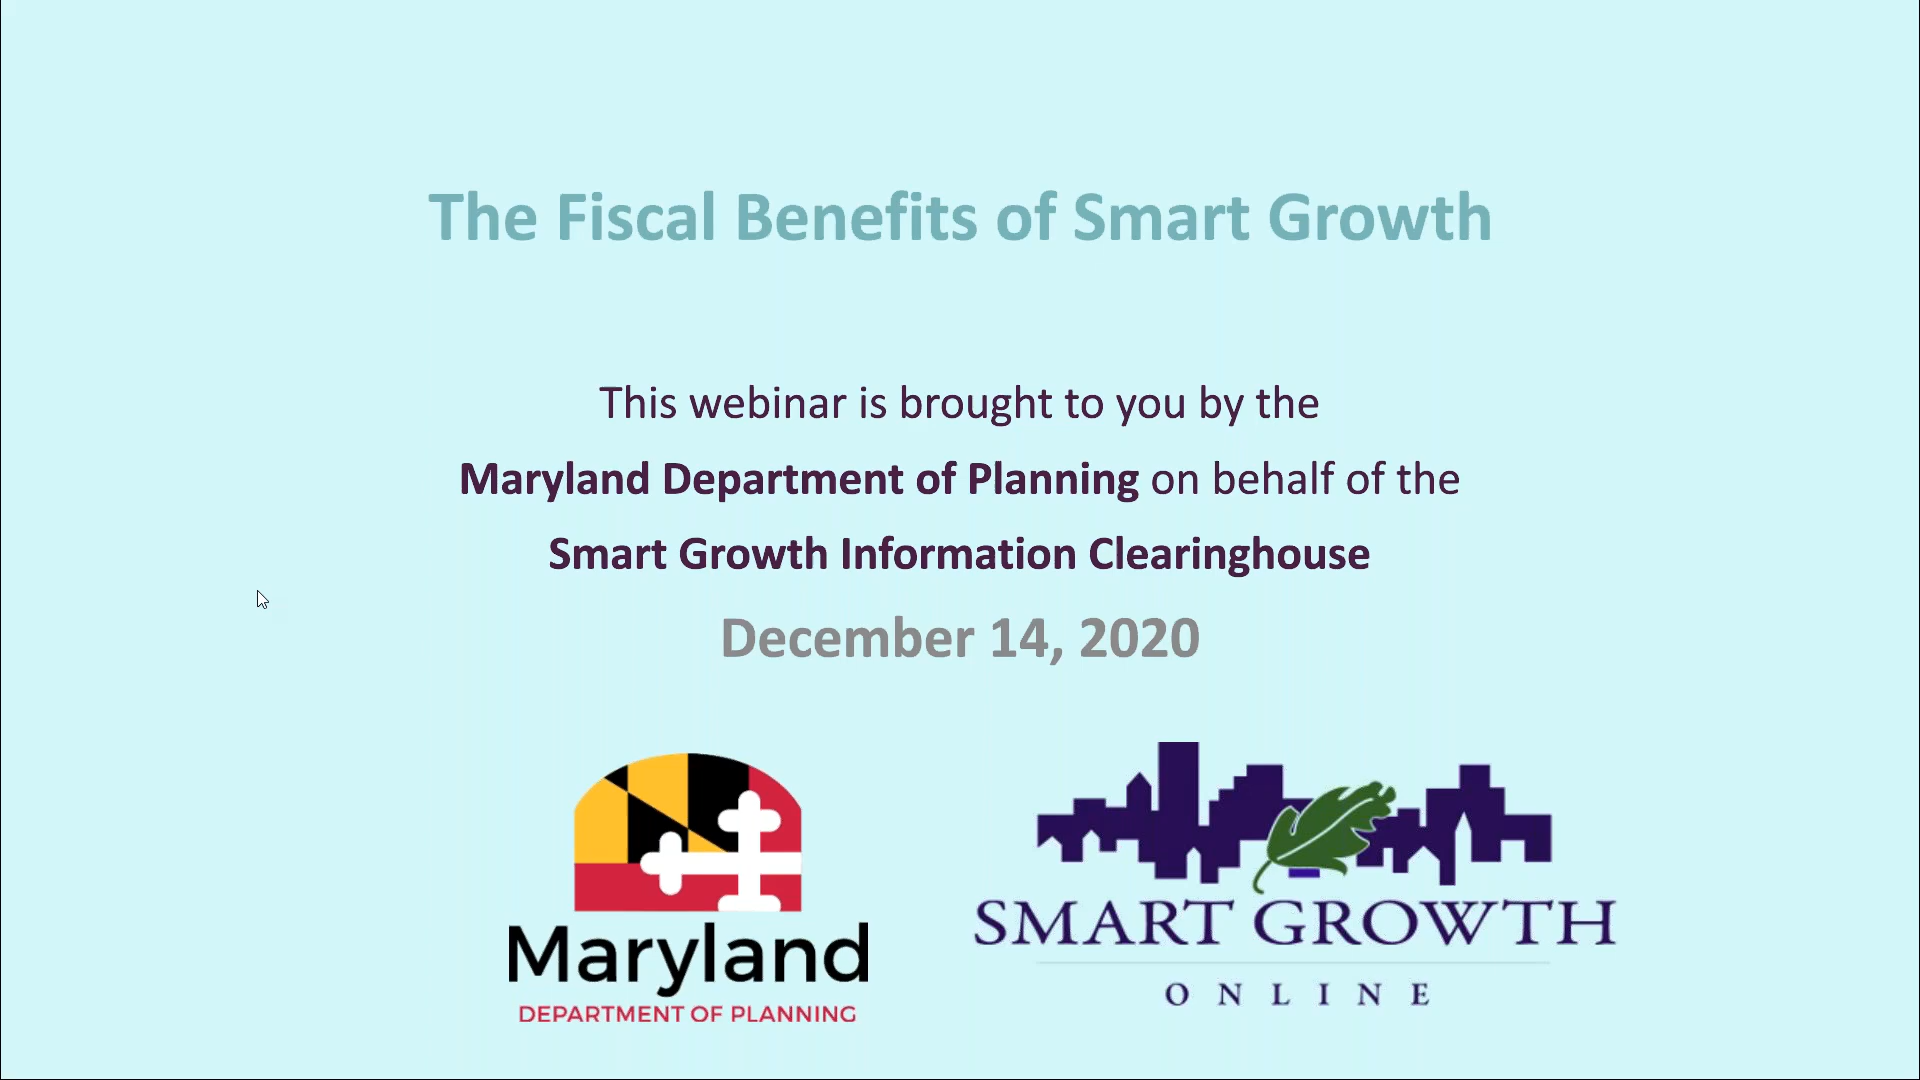 The Fiscal Benefits of Smart Growth
This webinar is brought to you by the
Maryland Department of Planning on behalf of the
Smart Growth Information Clearinghouse
December 14, 2020
Maryland
DEPARTMENT OF PLANNING
SMART GROWTH
ONLINE